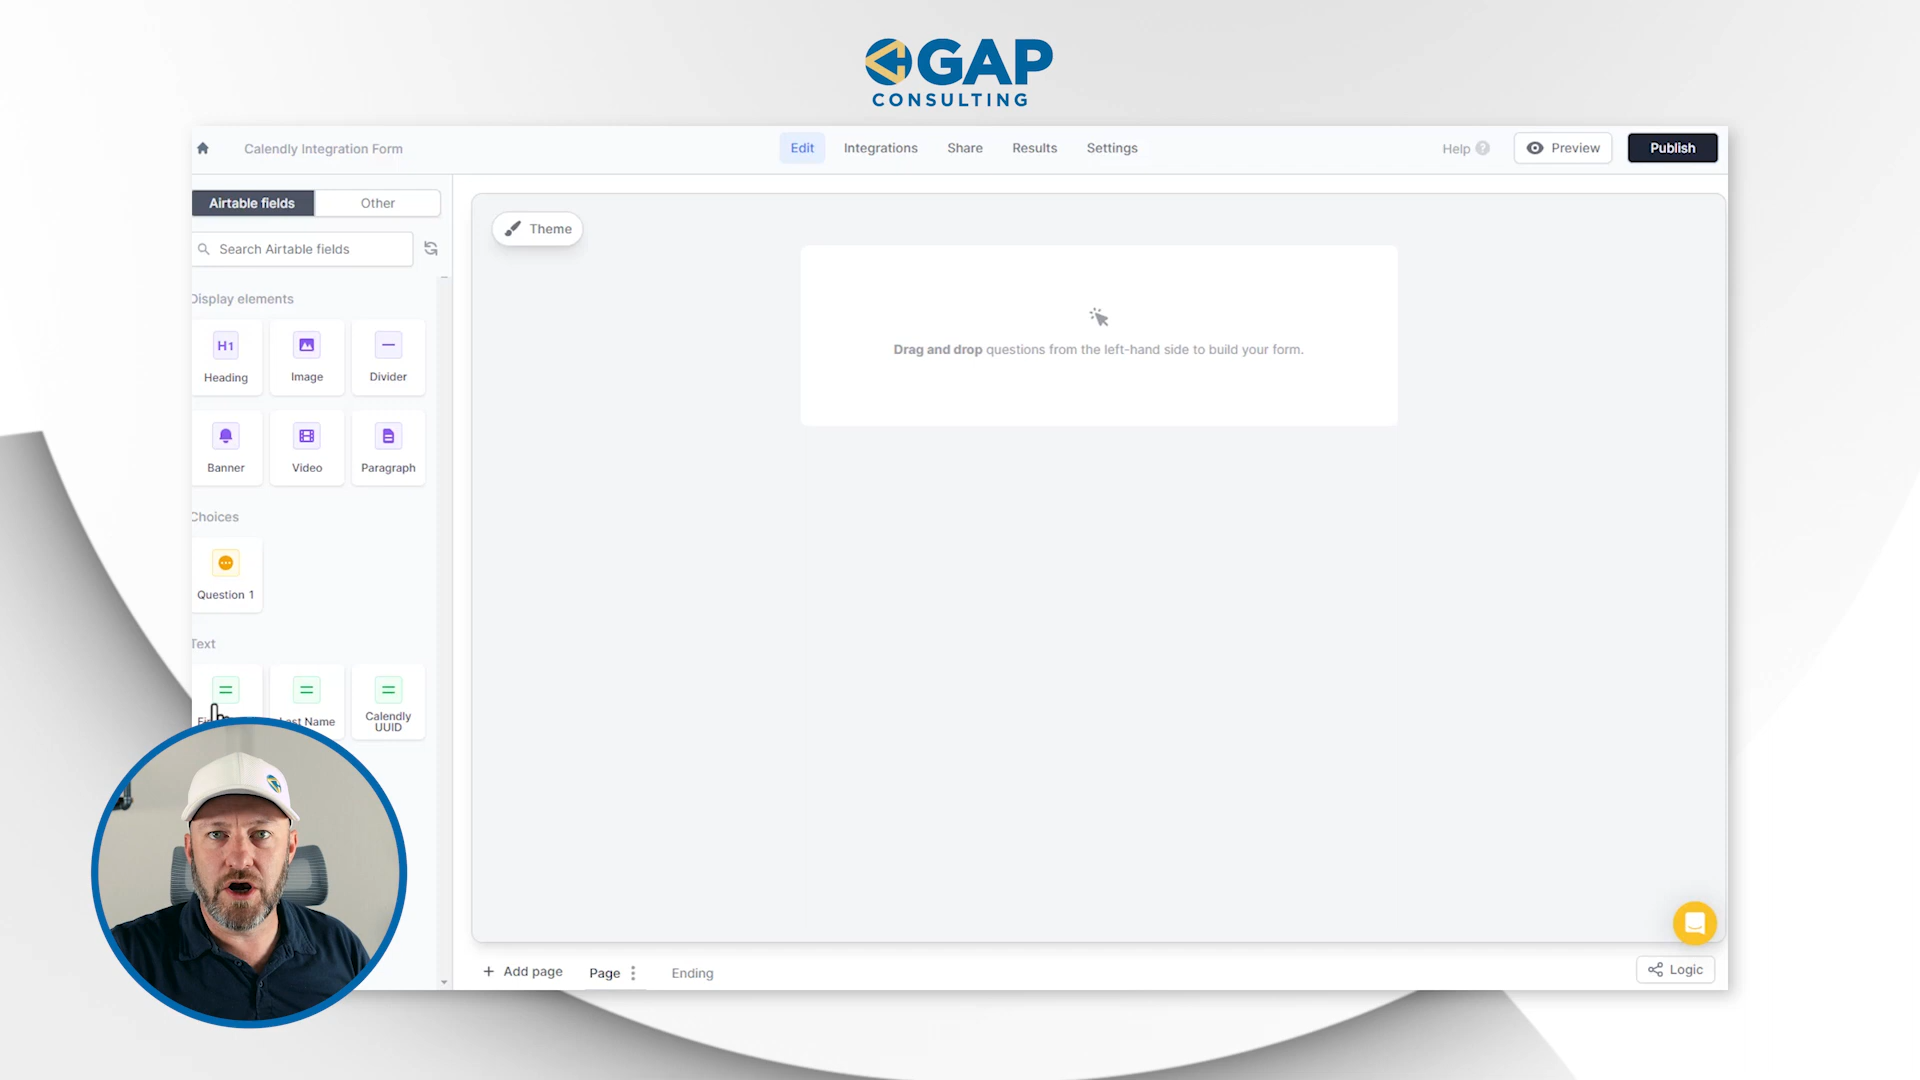 GAP
CONSULTING
Calendly Integration Form
Edit
Integrations
Share
Results
Settings
Help
Preview
Publish
Airtable fields
Other
Search Airtable fields
Theme
Display elements
H1
Heading
Image
Divider
Banner
Video
Paragraph
Drag and drop questions from the left-hand side to build your form.
Choices
Question 1
Text
Name
Calendly
UUID
+ Add page
Page
Ending
Logic